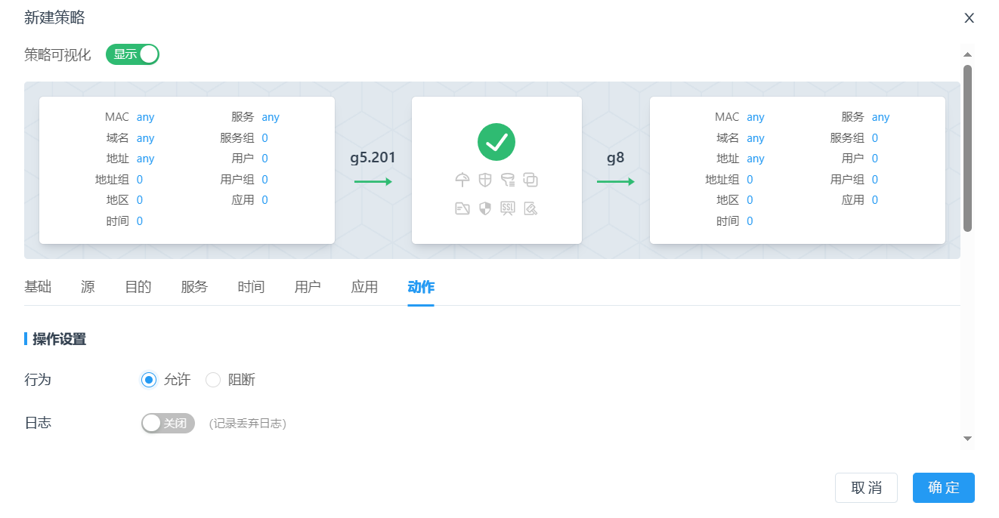 新建策略
策略可视化 显示
MAC any 服务 any
域名 any 服务组 0
地址 any 用户 0
地址组 0 用户组 0
地区 0 应用 0
时间 0
g5.201
SSL
g8
MAC any 服务 any
域名 any 服务组 0
地址 any 用户 0
地址组 0 用户组 0
地区 0 应用 0
时间 0
基础 源 目的 服务 时间 用户 应用 动作
操作设置
行为 允许 阻断
日志 关闭 (记录丢弃日志)
取消 确定